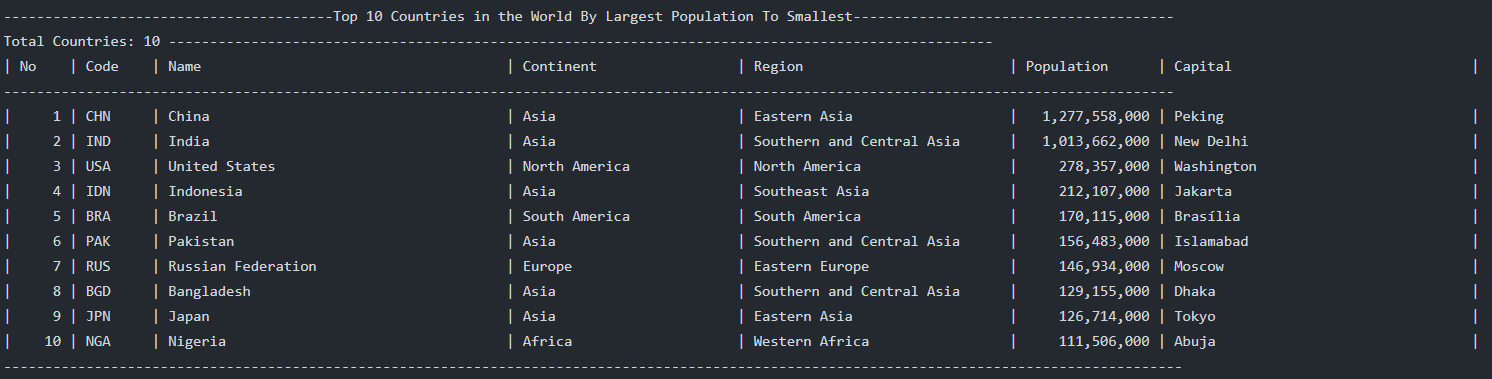 ----------------------------------------Top 10 Countries in the World By Largest Population To Smallest---------------------------------------
Total Countries: 10 ----------------------------------------------------------------------------------------------------
| No    | Code    | Name                                     | Continent                 | Region                          | Population      | Capital                             |
----------------------------------------------------------------------------------------------------------------------------------------------
|     1 | CHN     | China                                    | Asia                      | Eastern Asia                    |   1,277,558,000 | Peking                              |
|     2 | IND     | India                                    | Asia                      | Southern and Central Asia       |   1,013,662,000 | New Delhi                           |
|     3 | USA     | United States                            | North America             | North America                   |     278,357,000 | Washington                          |
|     4 | IDN     | Indonesia                                | Asia                      | Southeast Asia                  |     212,107,000 | Jakarta                             |
|     5 | BRA     | Brazil                                   | South America             | South America                   |     170,115,000 | Brasília                            |
|     6 | PAK     | Pakistan                                 | Asia                      | Southern and Central Asia       |     156,483,000 | Islamabad                           |
|     7 | RUS     | Russian Federation                       | Europe                    | Eastern Europe                  |     146,934,000 | Moscow                              |
|     8 | BGD     | Bangladesh                               | Asia                      | Southern and Central Asia       |     129,155,000 | Dhaka                               |
|     9 | JPN     | Japan                                    | Asia                      | Eastern Asia                    |     126,714,000 | Tokyo                               |
|    10 | NGA     | Nigeria                                  | Africa                    | Western Africa                  |     111,506,000 | Abuja                               |
-----------------------------------------------------------------------------------------------------------------------------------------------